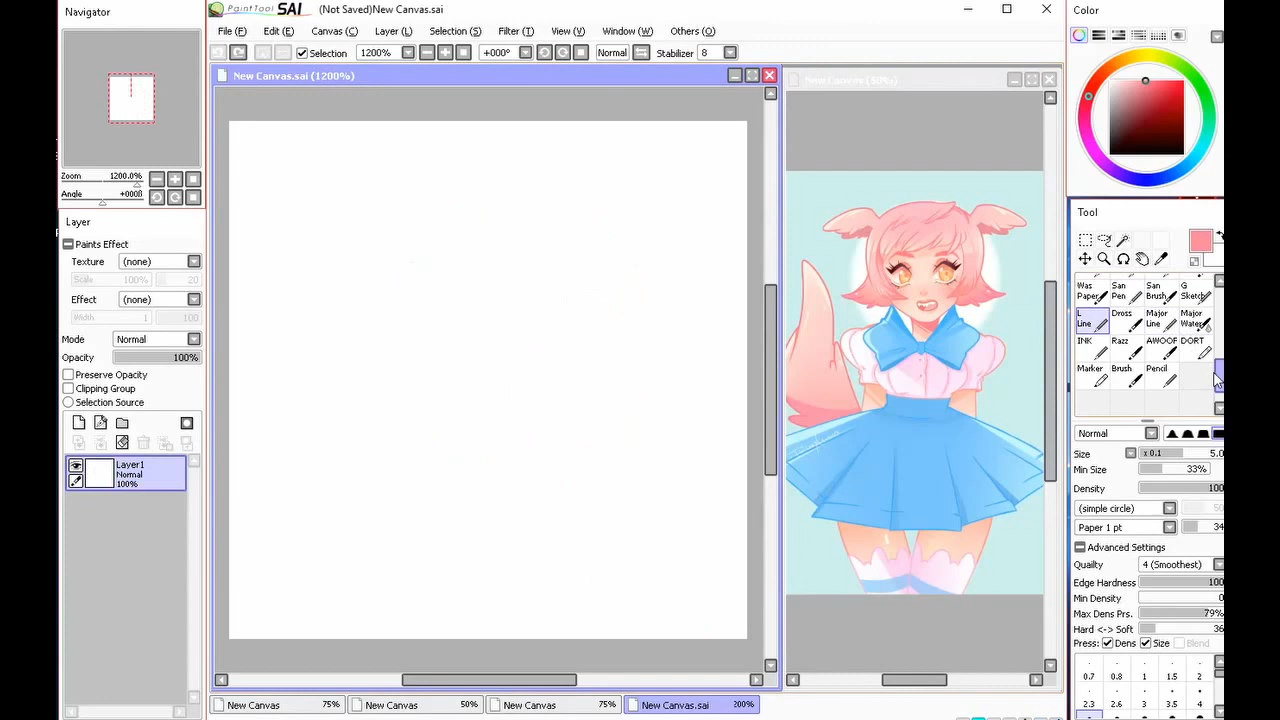 Navigator
PaintTool SAI (Not Saved)New Canvas.sai
Color
File (F) Edit (E) Canvas (C) Layer (L) Selection (S) Filter (T) View (V) Window (W) Others (O)
Selection 1200% +000° Normal Stabilizer 8
New Canvas.sai (1200%)
New Canvas (50%)
Zoom 1200.0%
Angle
Layer
Paints Effect
Texture (none)
Scale 100% 20
Effect (none)
Width 1 100
Mode Normal
Opacity 100%
Preserve Opacity
Clipping Group
Selection Source
Layer1
Normal
100%
Tool
Was Paper San Pen San Brush G Sketch
L Line Dross Major Line Major Water
INK Razz AWOOF DORT
Marker Brush Pencil
Normal
Size x 0.1 5.0
Min Size 33%
Density 100
(simple circle) 50
Paper 1 pt 34
Advanced Settings
Quality 4 (Smoothest)
Edge Hardness 100
Min Density 0
Max Dens Prs. 79%
Hard <-> Soft 36
Press: Dens Size Blend
0.7 0.8 1 1.5 2
2.3 2.6 3 3.5 4
New Canvas New Canvas 50% New Canvas 75% New Canvas.sai 200%